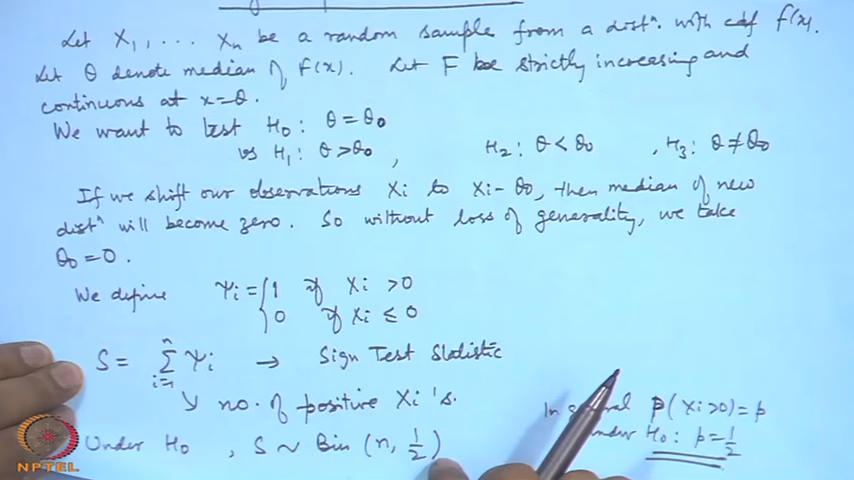 Let X₁, ... Xₙ be a random sample from a distⁿ. with cdf F(x).
Let θ denote median of F(x). Let F be strictly increasing and
continuous at x=θ.
We want to test H₀: θ = θ₀
vs H₁: θ > θ₀ , H₂: θ < θ₀ , H₃: θ ≠ θ₀
If we shift our observations Xi to Xi - θ₀, then median of new
distⁿ will become zero. So without loss of generality, we take
θ₀ = 0.
We define Ψi = { 1 if Xi > 0
0 if Xi ≤ 0
S = Σ_{i=1}^{n} Ψi → Sign Test Statistic
↘ no. of positive Xi's.
In general P(Xi>0) = p
Under H₀ , S ~ Bin (n, 1/2)
under H₀: p = 1/2
NPTEL